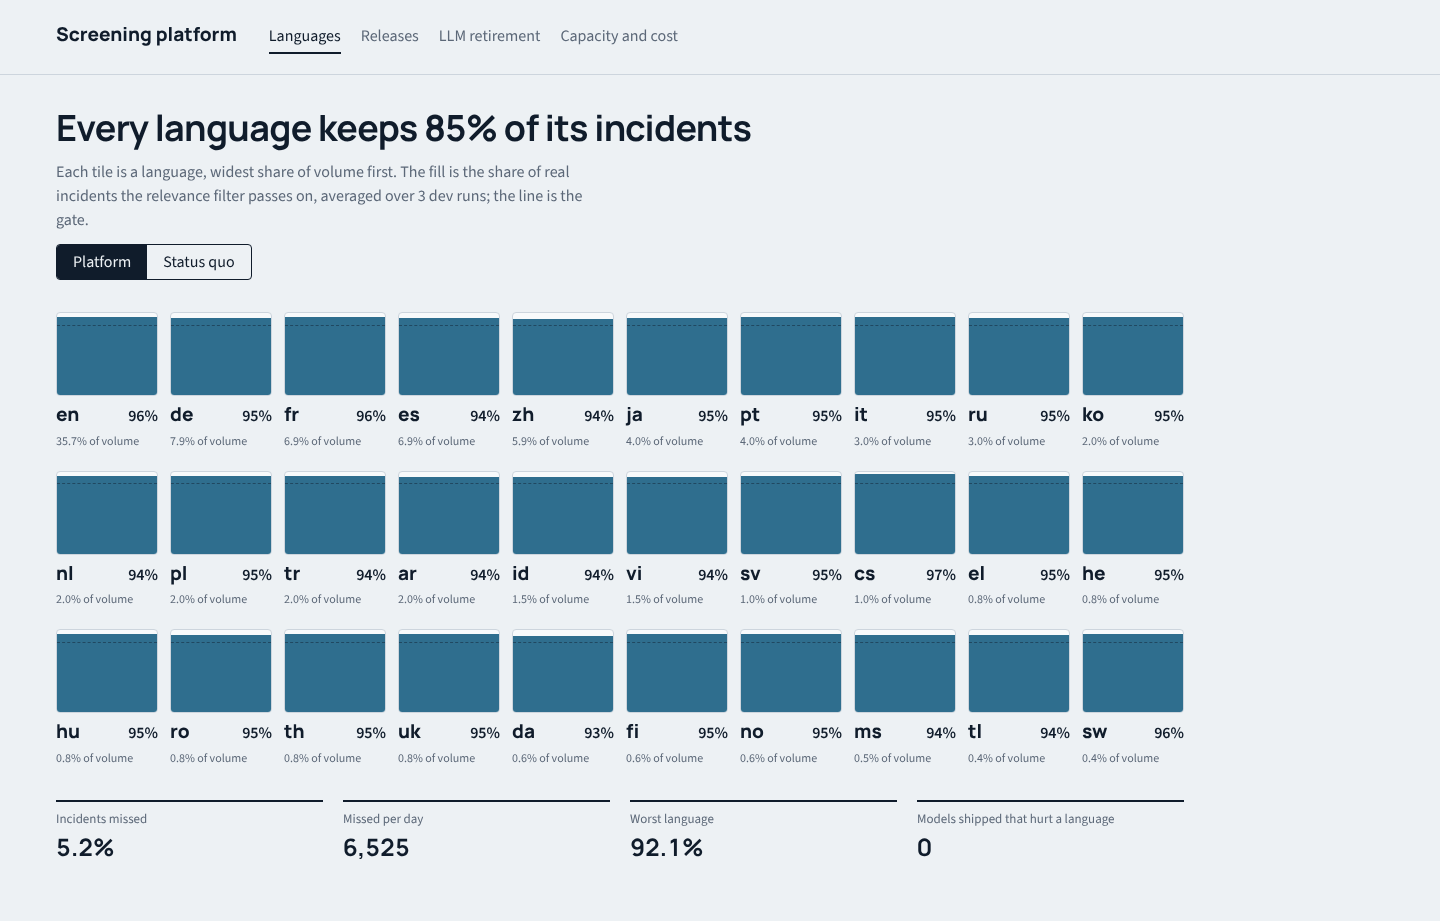 Screening platform
Languages
Releases
LLM retirement
Capacity and cost
Every language keeps 85% of its incidents
Each tile is a language, widest share of volume first. The fill is the share of real
incidents the relevance filter passes on, averaged over 3 dev runs; the line is the
gate.
Platform
Status quo
en 96%
35.7% of volume
de 95%
7.9% of volume
fr 96%
6.9% of volume
es 94%
6.9% of volume
zh 94%
5.9% of volume
ja 95%
4.0% of volume
pt 95%
4.0% of volume
it 95%
3.0% of volume
ru 95%
3.0% of volume
ko 95%
2.0% of volume
nl 94%
2.0% of volume
pl 95%
2.0% of volume
tr 94%
2.0% of volume
ar 94%
2.0% of volume
id 94%
1.5% of volume
vi 94%
1.5% of volume
sv 95%
1.0% of volume
cs 97%
1.0% of volume
el 95%
0.8% of volume
he 95%
0.8% of volume
hu 95%
0.8% of volume
ro 95%
0.8% of volume
th 95%
0.8% of volume
uk 95%
0.8% of volume
da 93%
0.6% of volume
fi 95%
0.6% of volume
no 95%
0.6% of volume
ms 94%
0.5% of volume
tl 94%
0.4% of volume
sw 96%
0.4% of volume
Incidents missed
5.2%
Missed per day
6,525
Worst language
92.1%
Models shipped that hurt a language
0